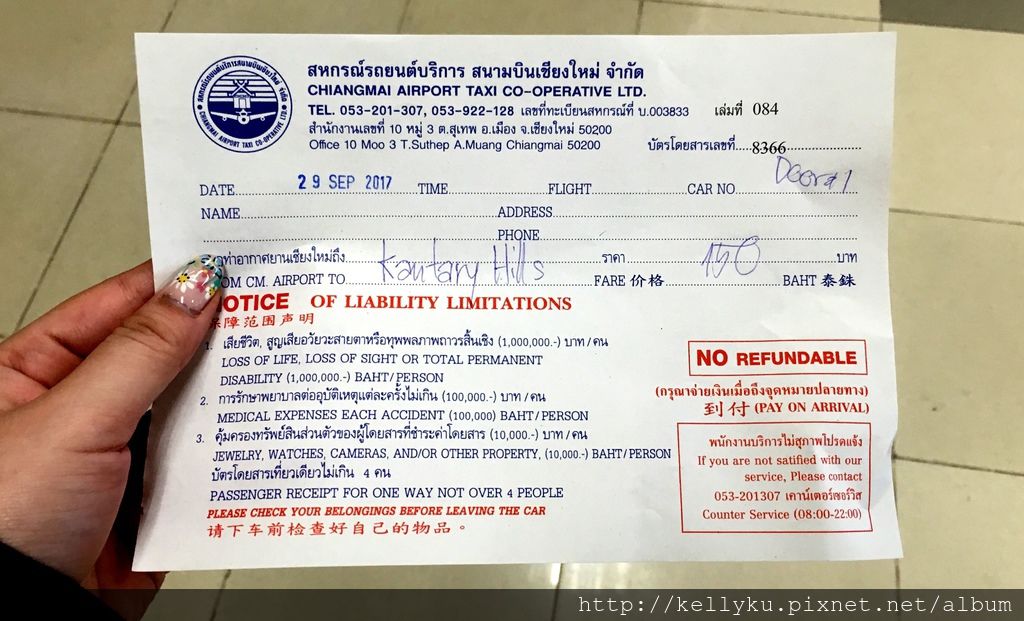 สหกรณ์รถยนต์บริการ สนามบินเชียงใหม่ จำกัด
CHIANGMAI AIRPORT TAXI CO-OPERATIVE LTD.
TEL. 053-201-307, 053-922-128 เลขที่ทะเบียนสหกรณ์ที่ บ.003833 เล่มที่ 084
สำนักงานเลขที่ 10 หมู่ 3 ต.สุเทพ อ.เมือง จ.เชียงใหม่ 50200
Office 10 Moo 3 T.Suthep A.Muang Chiangmai 50200 บัตรโดยสารเลขที่ 8366
DATE 29 SEP 2017 TIME FLIGHT CAR NO
NAME ADDRESS
PHONE
ท่าอากาศยานเชียงใหม่ถึง ราคา บาท
CM. AIRPORT TO Kantary Hills FARE 价格 150 BAHT 泰銖
NOTICE OF LIABILITY LIMITATIONS
保障范围声明
1. เสียชีวิต, สูญเสียอวัยวะสายตาหรือทุพพลภาพถาวรสิ้นเชิง (1,000,000.-) บาท/คน
LOSS OF LIFE, LOSS OF SIGHT OR TOTAL PERMANENT
DISABILITY (1,000,000.-) BAHT/PERSON
2. การรักษาพยาบาลต่ออุบัติเหตุแต่ละครั้งไม่เกิน (100,000.-) บาท/คน
MEDICAL EXPENSES EACH ACCIDENT (100,000) BAHT/PERSON
3. คุ้มครองทรัพย์สินส่วนตัวของผู้โดยสารที่ชำระค่าโดยสาร (10,000.-) บาท/คน
JEWELRY, WATCHES, CAMERAS, AND/OR OTHER PROPERTY, (10,000.-) BAHT/PERSON
บัตรโดยสารเที่ยวเดียวไม่เกิน 4 คน
PASSENGER RECEIPT FOR ONE WAY NOT OVER 4 PEOPLE
PLEASE CHECK YOUR BELONGINGS BEFORE LEAVING THE CAR
请下车前检查好自己的物品。
NO REFUNDABLE
(กรุณาจ่ายเงินเมื่อถึงจุดหมายปลายทาง)
到付 (PAY ON ARRIVAL)
พนักงานบริการไม่สุภาพโปรดแจ้ง
If you are not satified with our
service, Please contact
053-201307 เคาน์เตอร์เซอร์วิส
Counter Service (08:00-22:00)
http://kellyku.pixnet.net/album